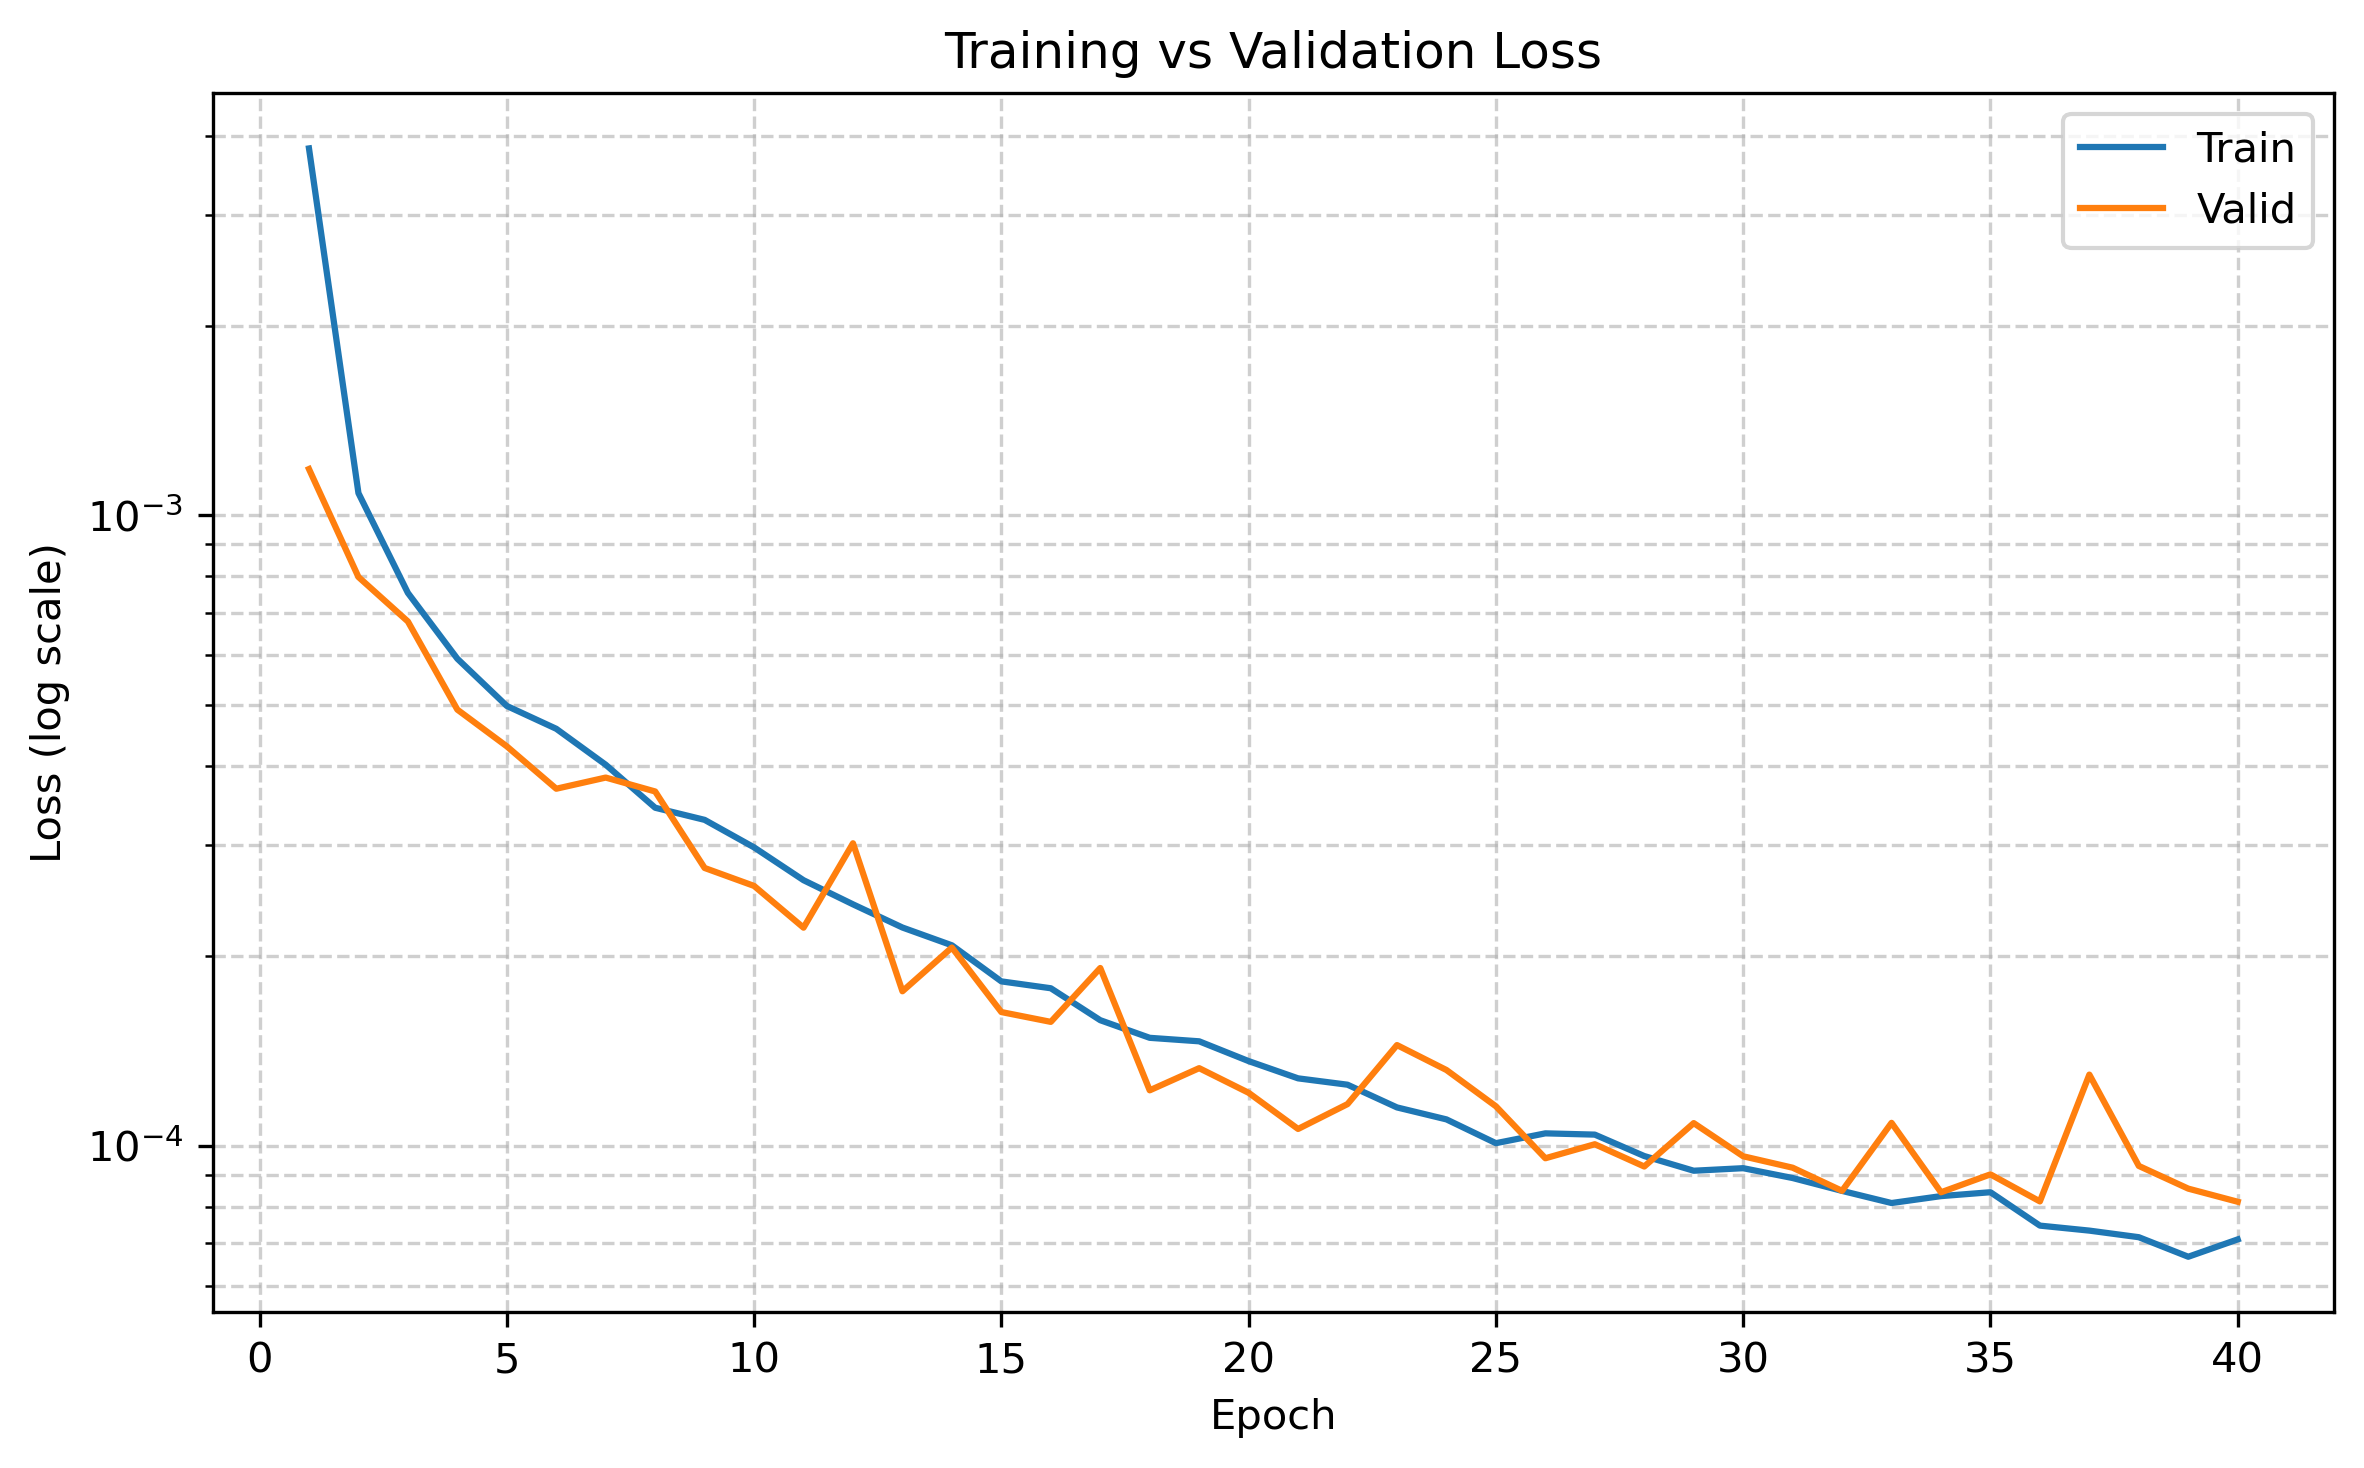 Training vs Validation Loss
Train
Valid
Loss (log scale)
10⁻³
10⁻⁴
0 5 10 15 20 25 30 35 40
Epoch